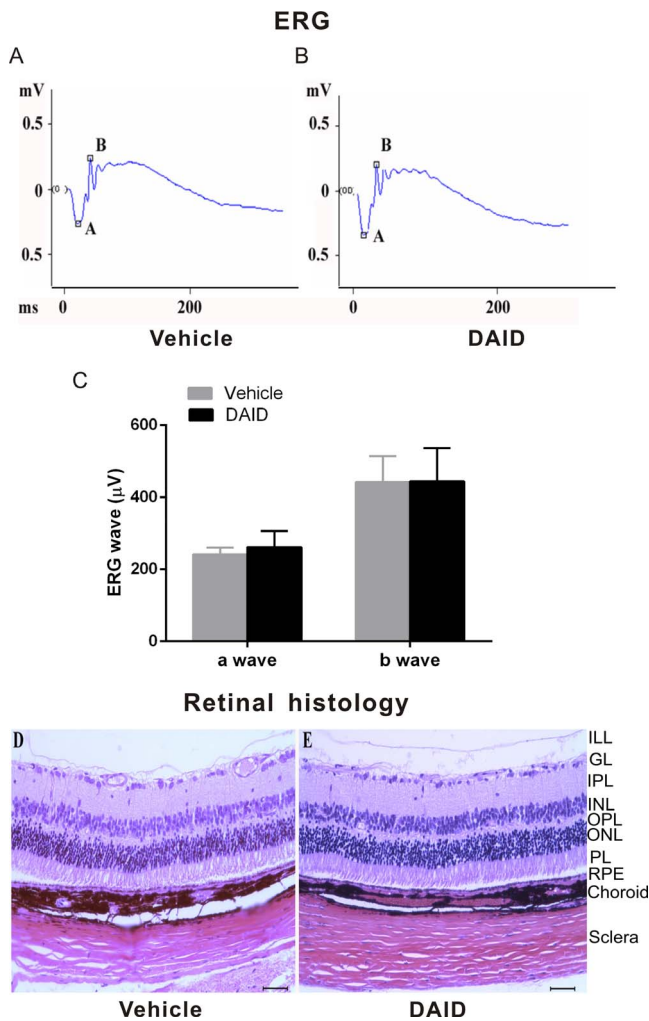 ERG
A
B
mV
mV
0.5
0.5
B
B
0
0
A
A
0.5
0.5
ms
0
200
0
200
Vehicle
DAID
C
Vehicle
DAID
600
400
200
0
ERG wave (µV)
a wave
b wave
Retinal histology
D
E
ILL
GL
IPL
INL
OPL
ONL
PL
RPE
Choroid
Sclera
Vehicle
DAID